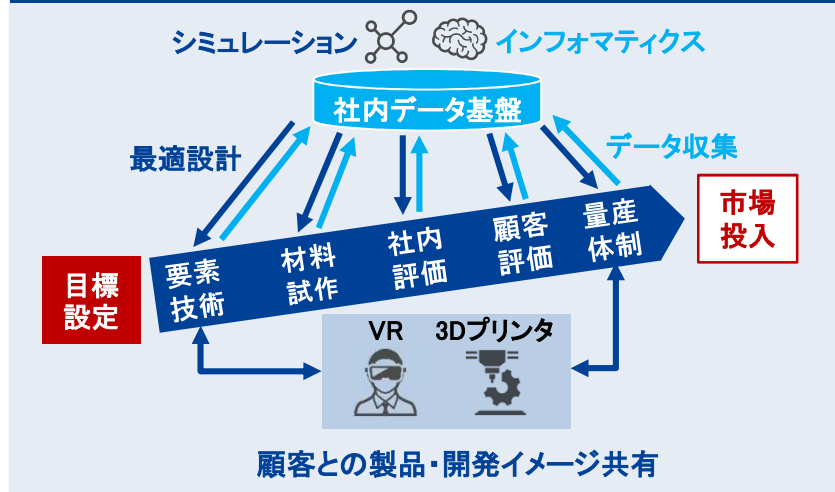 シミュレーション
インフォマティクス
社内データ基盤
最適設計
データ収集
目標
設定
要素
技術
材料
試作
社内
評価
顧客
評価
量産
体制
市場
投入
VR
3Dプリンタ
顧客との製品・開発イメージ共有